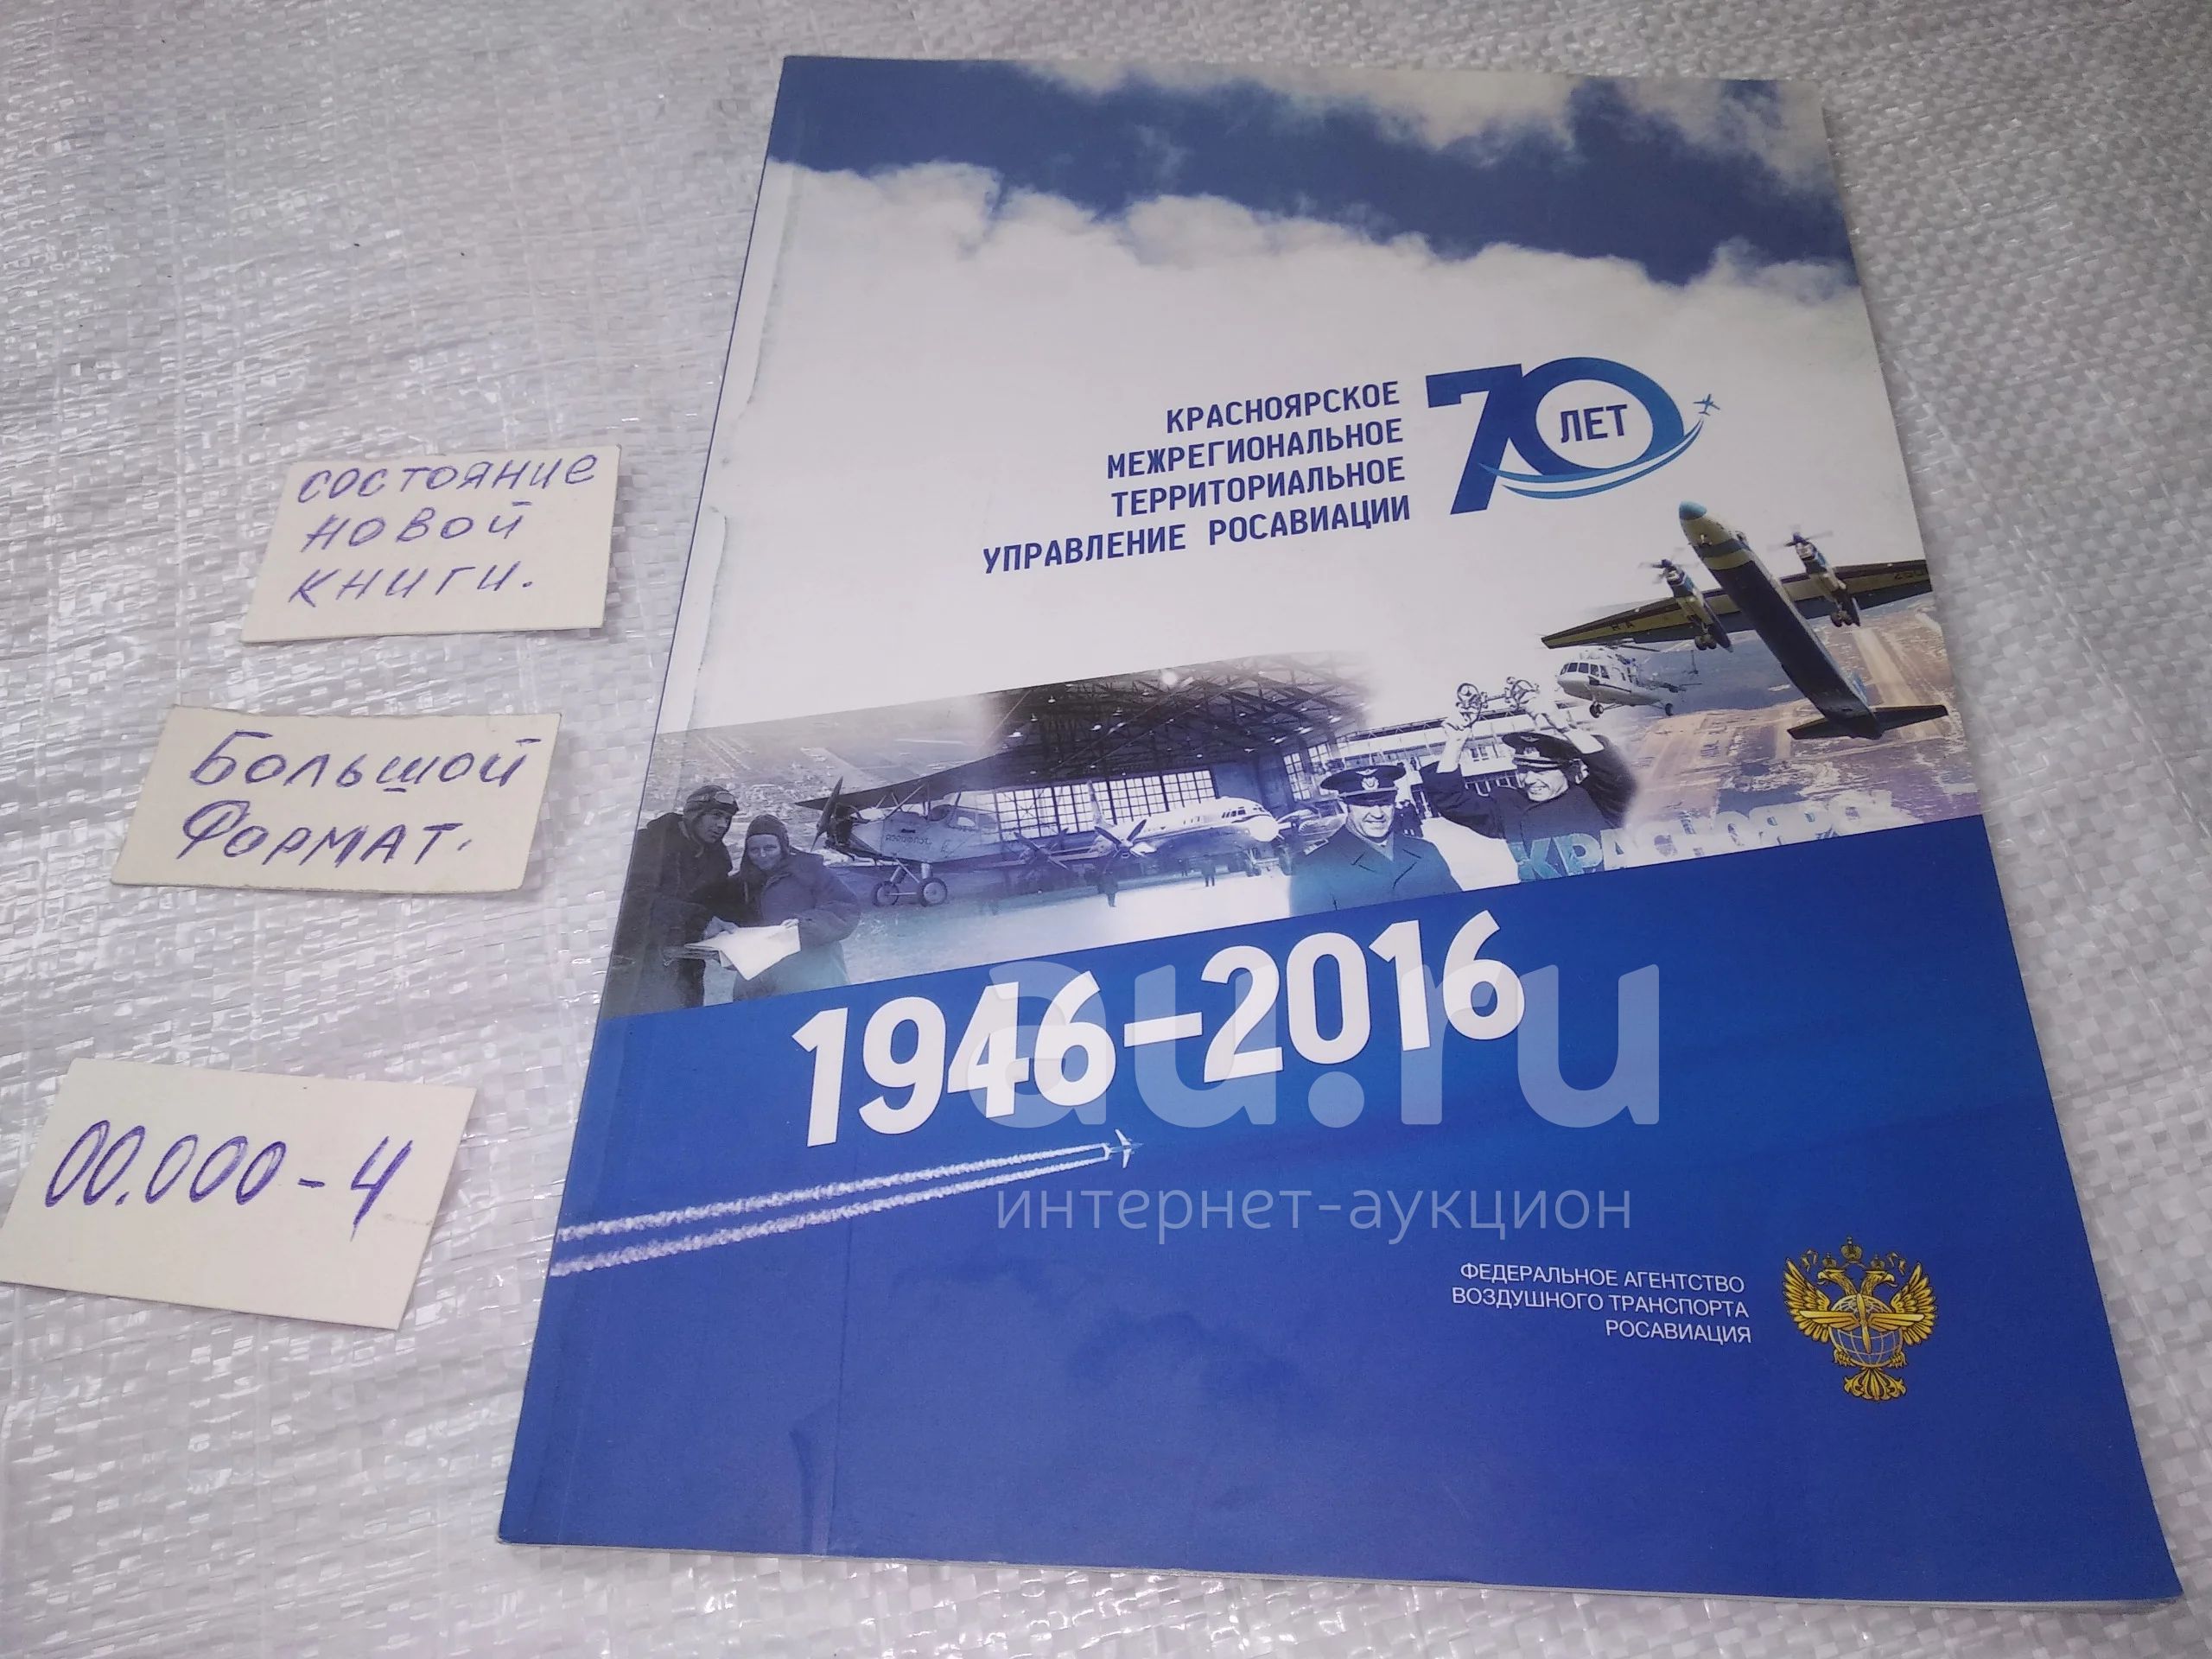 КРАСНОЯРСКОЕ
МЕЖРЕГИОНАЛЬНОЕ
ТЕРРИТОРИАЛЬНОЕ
УПРАВЛЕНИЕ РОСАВИАЦИИ
70
ЛЕТ
состояние
новой
книги.
Большой
Формат.
00.000-4
КРАСНОЯРСК
1946-2016
au.ru
интернет-аукцион
ФЕДЕРАЛЬНОЕ АГЕНТСТВО
ВОЗДУШНОГО ТРАНСПОРТА
РОСАВИАЦИЯ